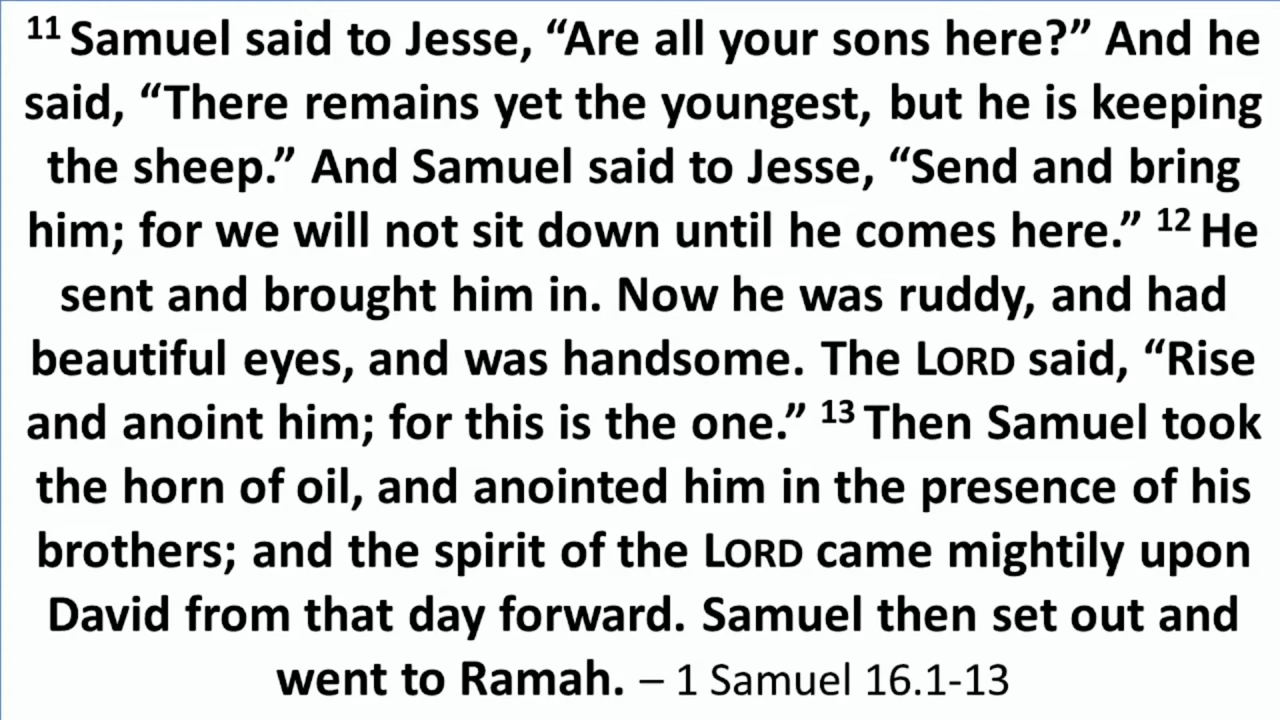 11 Samuel said to Jesse, “Are all your sons here?” And he
said, “There remains yet the youngest, but he is keeping
the sheep.” And Samuel said to Jesse, “Send and bring
him; for we will not sit down until he comes here.” 12 He
sent and brought him in. Now he was ruddy, and had
beautiful eyes, and was handsome. The LORD said, “Rise
and anoint him; for this is the one.” 13 Then Samuel took
the horn of oil, and anointed him in the presence of his
brothers; and the spirit of the LORD came mightily upon
David from that day forward. Samuel then set out and
went to Ramah. – 1 Samuel 16.1-13